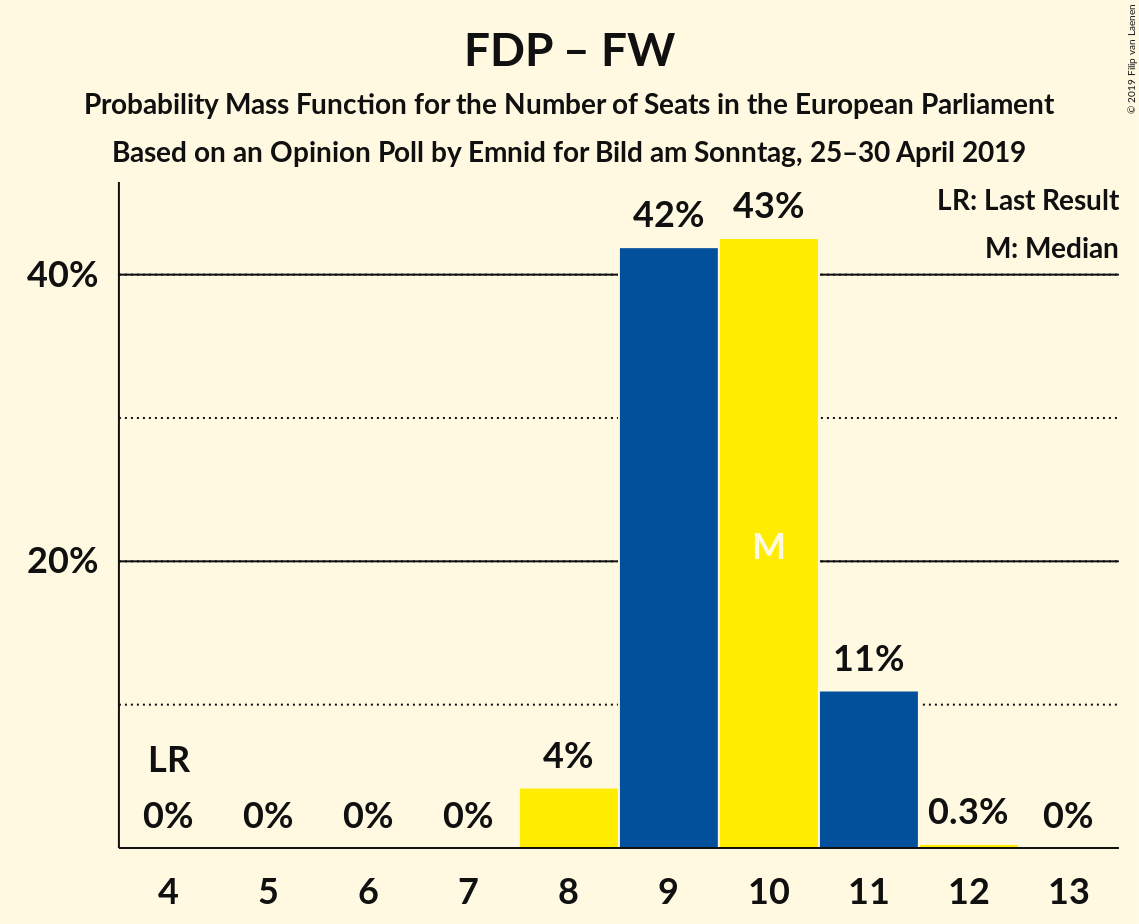 FDP – FW
Probability Mass Function for the Number of Seats in the European Parliament
Based on an Opinion Poll by Emnid for Bild am Sonntag, 25–30 April 2019
© 2019 Filip van Laenen
LR: Last Result
M: Median
42%
43%
40%
M
20%
11%
LR
4%
0%
0%
0%
0%
0.3%
0%
4
5
6
7
8
9
10
11
12
13